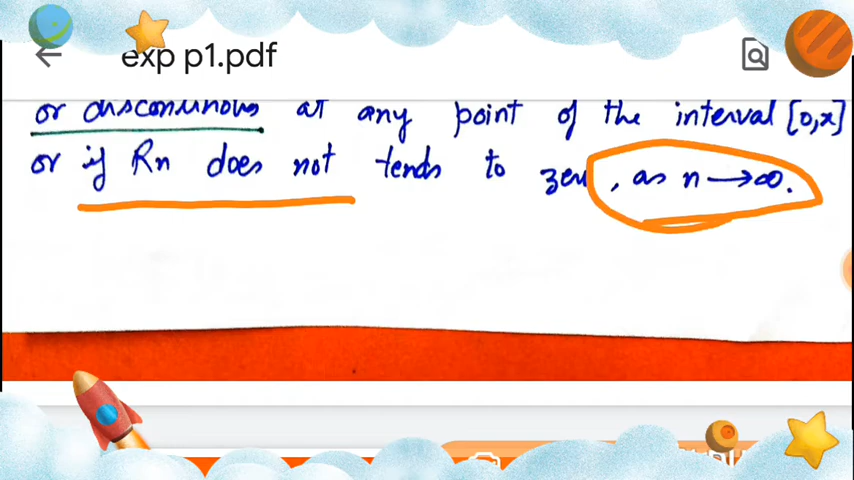 exp p1.pdf
or discontinuous at any point of the interval [0,x]
or if Rn does not tends to zero, as n→∞.